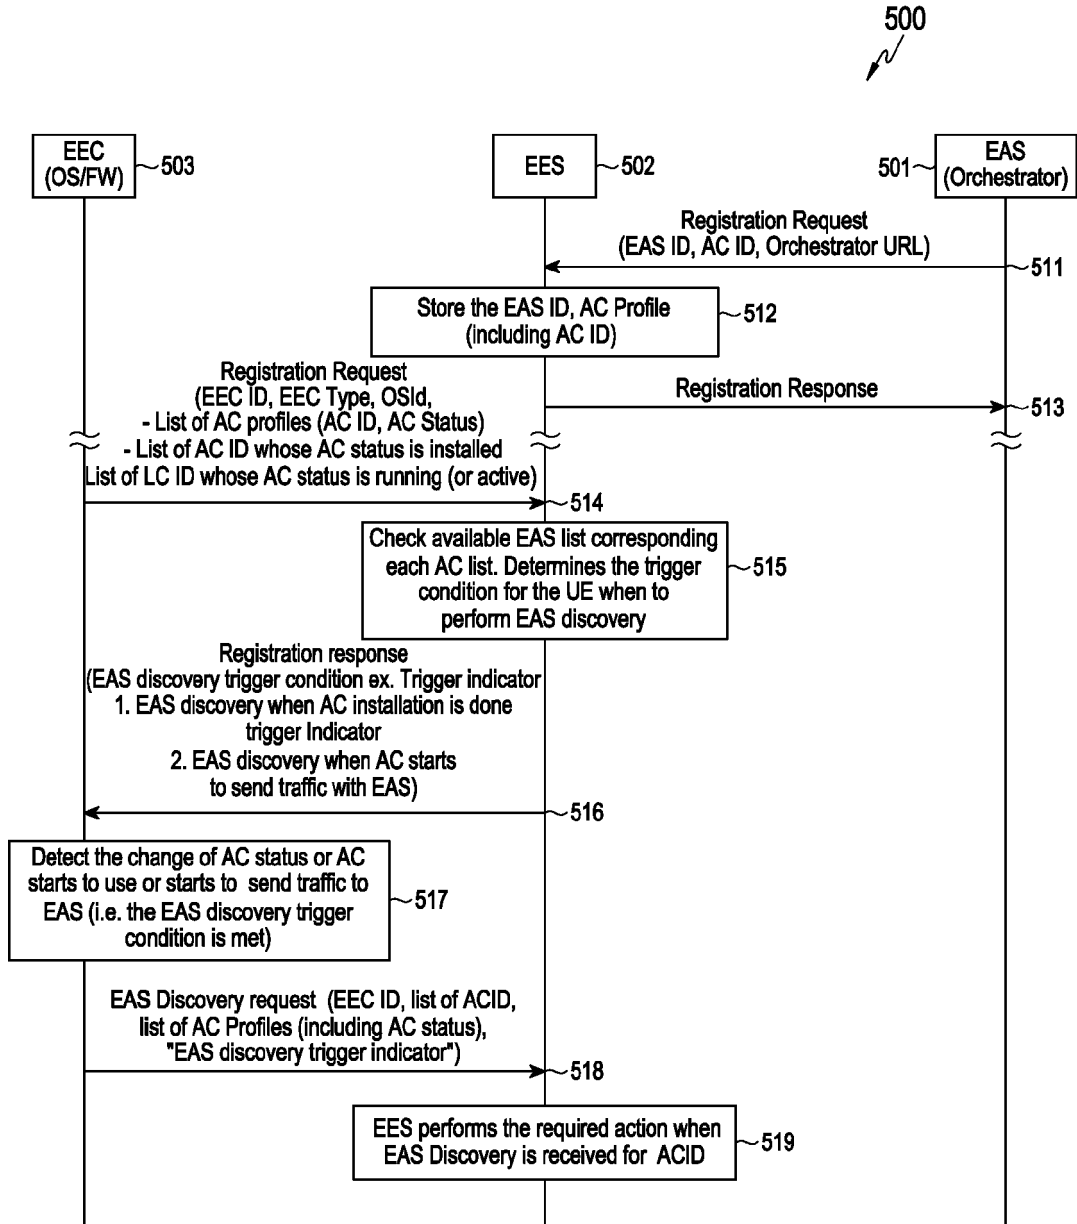 500
EEC
(OS/FW)
503
EES
502
501
EAS
(Orchestrator)
Registration Request
(EAS ID, AC ID, Orchestrator URL)
511
Store the EAS ID, AC Profile
(including AC ID)
512
Registration Request
(EEC ID, EEC Type, OSId,
- List of AC profiles (AC ID, AC Status)
- List of AC ID whose AC status is installed
List of LC ID whose AC status is running (or active)
514
Registration Response
513
Check available EAS list corresponding
each AC list. Determines the trigger
condition for the UE when to
perform EAS discovery
515
Registration response
(EAS discovery trigger condition ex. Trigger indicator
1. EAS discovery when AC installation is done
trigger Indicator
2. EAS discovery when AC starts
to send traffic with EAS)
516
Detect the change of AC status or AC
starts to use or starts to send traffic to
EAS (i.e. the EAS discovery trigger
condition is met)
517
EAS Discovery request (EEC ID, list of ACID,
list of AC Profiles (including AC status),
"EAS discovery trigger indicator")
518
EES performs the required action when
EAS Discovery is received for ACID
519